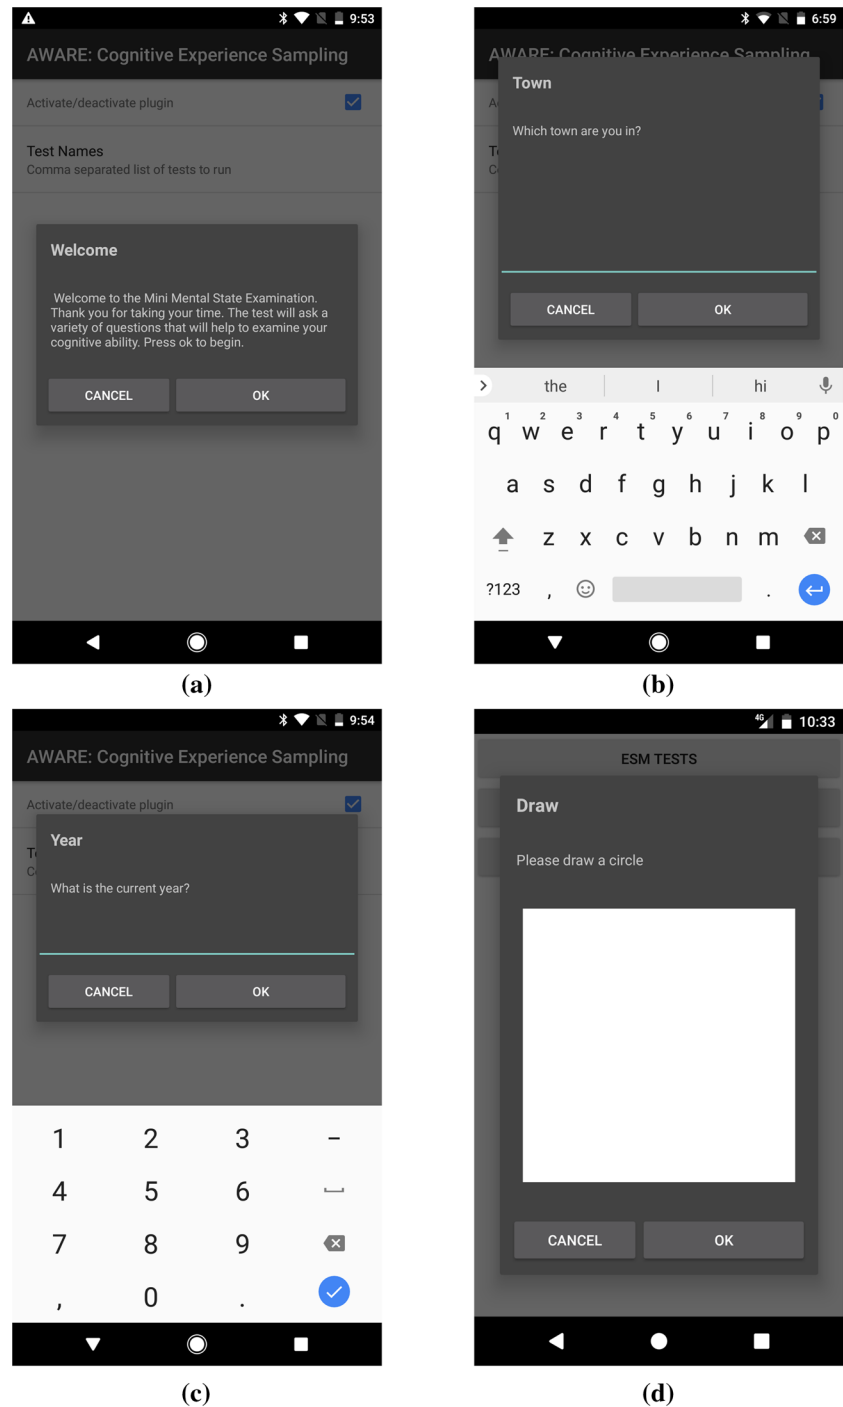 9:53
AWARE: Cognitive Experience Sampling
Activate/deactivate plugin
Test Names
Comma separated list of tests to run
Welcome
Welcome to the Mini Mental State Examination.
Thank you for taking your time. The test will ask a
variety of questions that will help to examine your
cognitive ability. Press ok to begin.
CANCEL OK
(a)
6:59
AWARE: Cognitive Experience Sampling
Town
Which town are you in?
CANCEL OK
the I hi
1 2 3 4 5 6 7 8 9 0
q w e r t y u i o p
a s d f g h j k l
z x c v b n m
?123 , .
(b)
9:54
AWARE: Cognitive Experience Sampling
Activate/deactivate plugin
Year
What is the current year?
CANCEL OK
1 2 3 -
4 5 6
7 8 9
, 0 .
(c)
4G 10:33
ESM TESTS
Draw
Please draw a circle
CANCEL OK
(d)